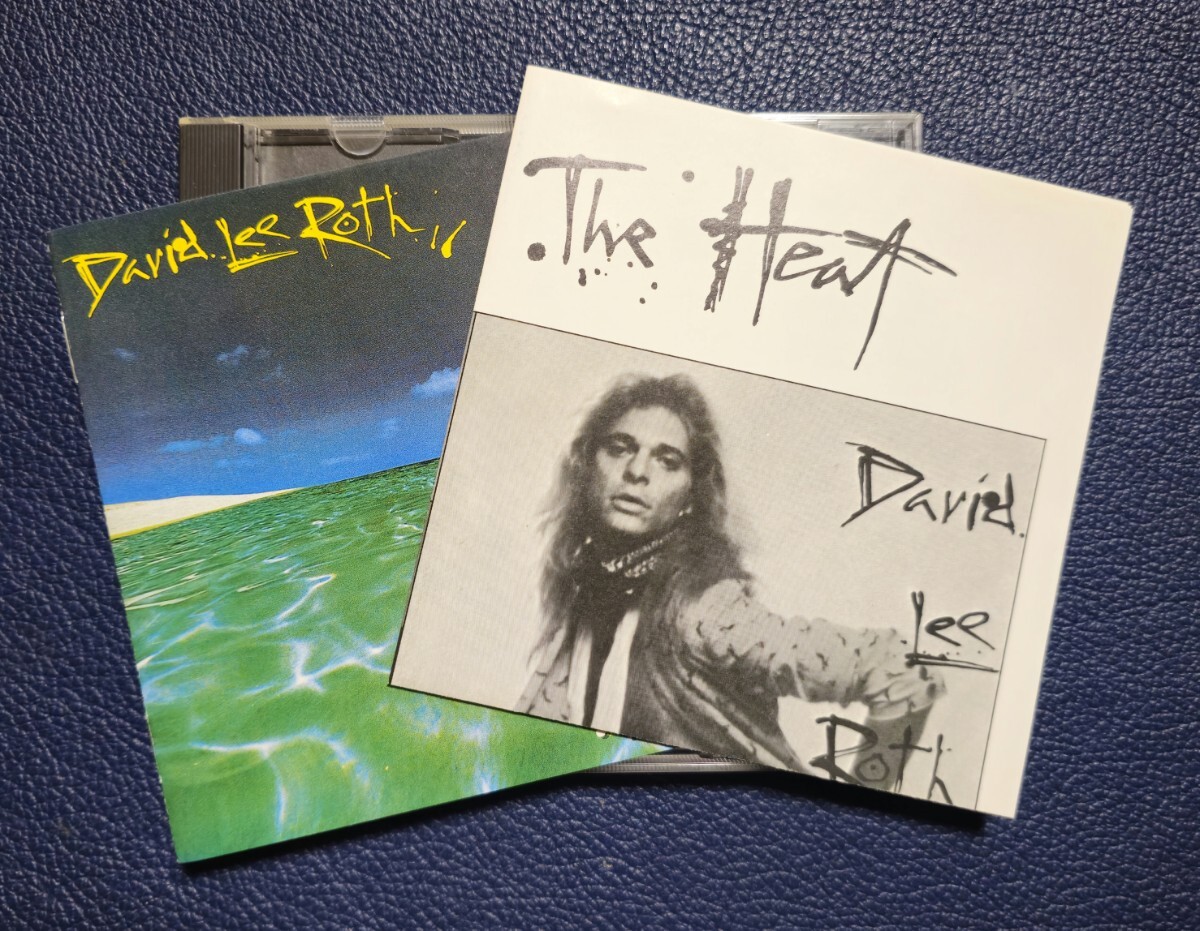 David Lee Roth
The Heat
David
Lee
Roth